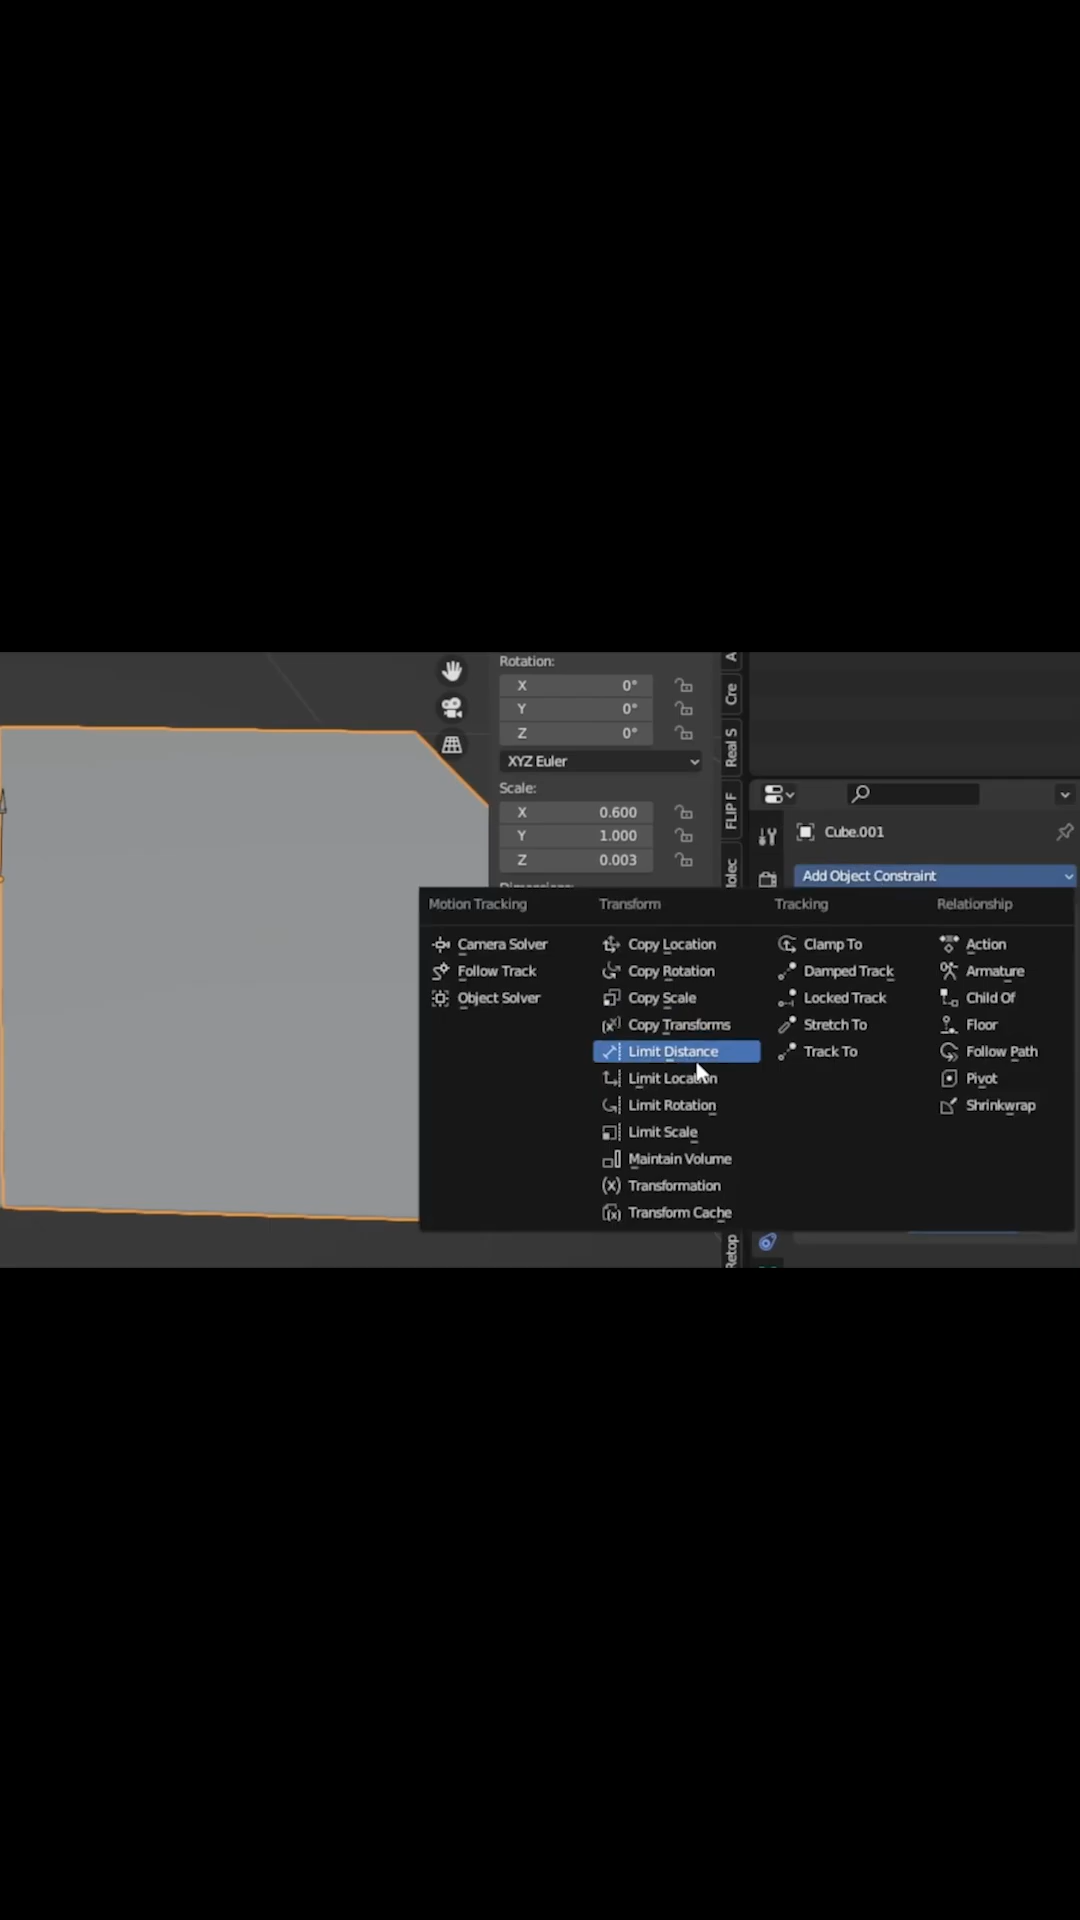 Rotation:
X 0°
Y 0°
Z 0°
XYZ Euler
Scale:
X 0.600
Y 1.000
Z 0.003
A
Cre
Real S
FLIP F
Retop
Cube.001
Add Object Constraint
Motion Tracking
Camera Solver
Follow Track
Object Solver
Transform
Copy Location
Copy Rotation
Copy Scale
Copy Transforms
Limit Distance
Limit Location
Limit Rotation
Limit Scale
Maintain Volume
Transformation
Transform Cache
Tracking
Clamp To
Damped Track
Locked Track
Stretch To
Track To
Relationship
Action
Armature
Child Of
Floor
Follow Path
Pivot
Shrinkwrap